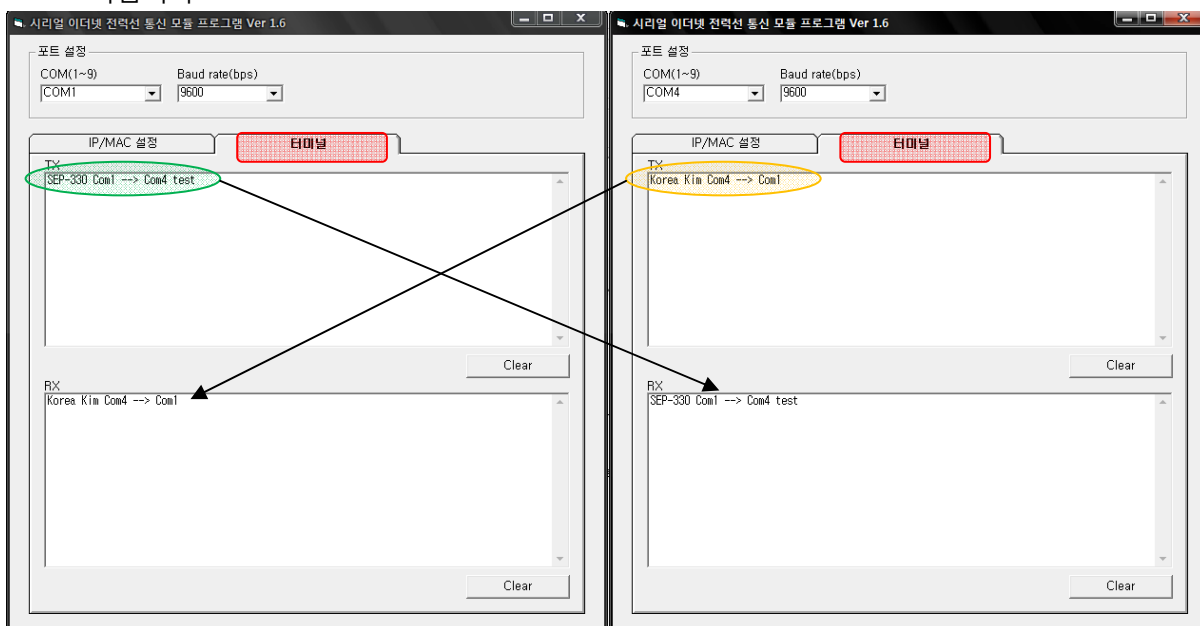 시리얼 이더넷 전력선 통신 모듈 프로그램 Ver 1.6
포트 설정
COM(1~9) Baud rate(bps)
COM1 9600
IP/MAC 설정 터미널
TX
SEP-330 Com1 --> Com4 test
Clear
RX
Korea Kim Com4 --> Com1
Clear
시리얼 이더넷 전력선 통신 모듈 프로그램 Ver 1.6
포트 설정
COM(1~9) Baud rate(bps)
COM4 9600
IP/MAC 설정 터미널
TX
Korea Kim Com4 --> Com1
Clear
RX
SEP-330 Com1 --> Com4 test
Clear